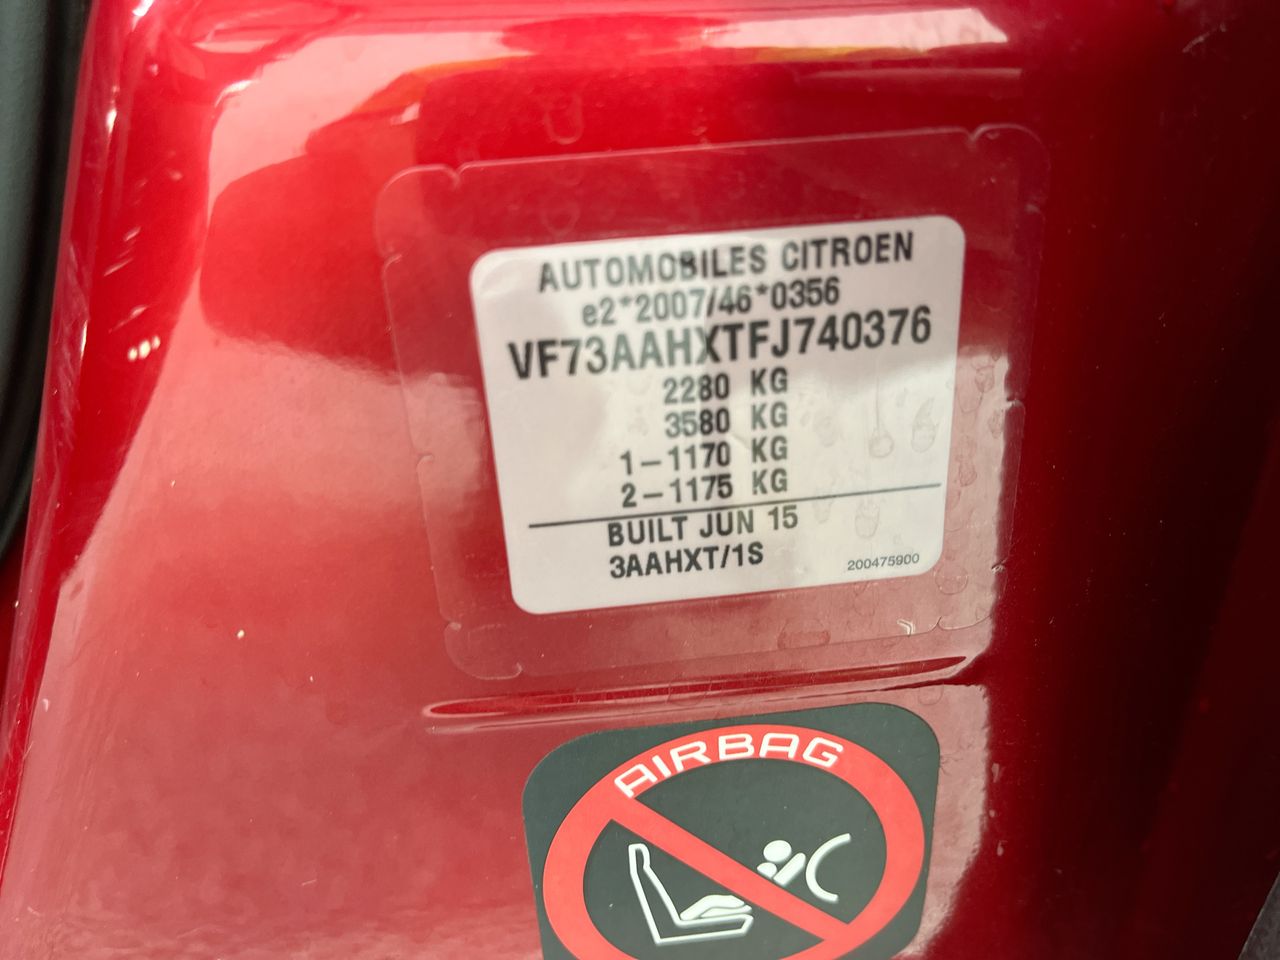 AUTOMOBILES CITROEN
e2*2007/46*0356
VF73AAHXTFJ740376
2280 KG
3580 KG
1-1170 KG
2-1175 KG
BUILT JUN 15
3AAHXT/1S
200475900
AIRBAG